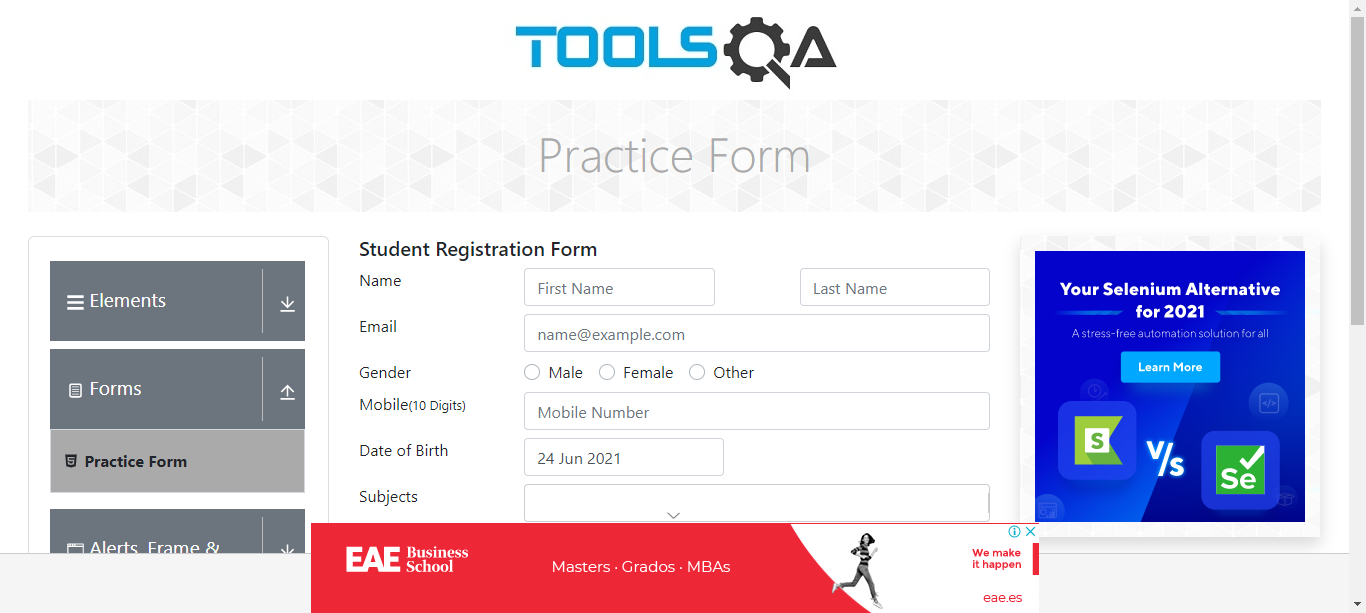 TOOLSQA
Practice Form
Elements
Forms
Practice Form
Alerts, Frame &
Student Registration Form
Name
First Name
Last Name
Email
name@example.com
Gender
Male
Female
Other
Mobile(10 Digits)
Mobile Number
Date of Birth
24 Jun 2021
Subjects
Your Selenium Alternative
for 2021
A stress-free automation solution for all
Learn More
S
V/s
Se
EAE Business
School
Masters · Grados · MBAs
We make
it happen
eae.es